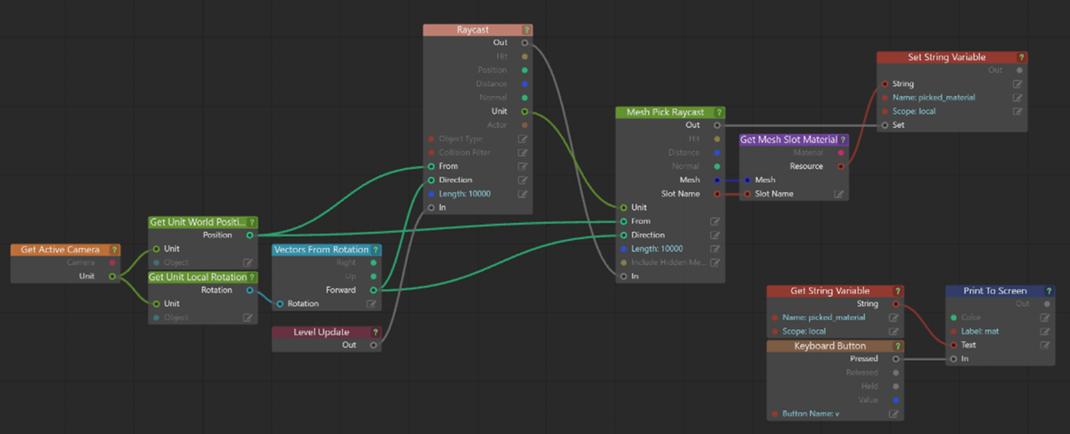 Raycast ?
Out
Hit
Position
Distance
Normal
Unit
Actor
Object Type
Collision Filter
From
Direction
Length: 10000
In
Set String Variable ?
Out
String
Name: picked_material
Scope: local
Set
Mesh Pick Raycast ?
Out
Hit
Distance
Normal
Mesh
Slot Name
Unit
From
Direction
Length: 10000
Include Hidden Me...
In
Get Mesh Slot Material ?
Material
Resource
Mesh
Slot Name
Get Unit World Positi... ?
Position
Unit
Object
Get Active Camera ?
Camera
Unit
Get Unit Local Rotation ?
Rotation
Unit
Object
Vectors From Rotation ?
Right
Up
Forward
Rotation
Level Update ?
Out
Get String Variable ?
String
Name: picked_material
Scope: local
Keyboard Button ?
Pressed
Released
Held
Value
Button Name: v
Print To Screen ?
Out
Color
Label: mat
Text
In